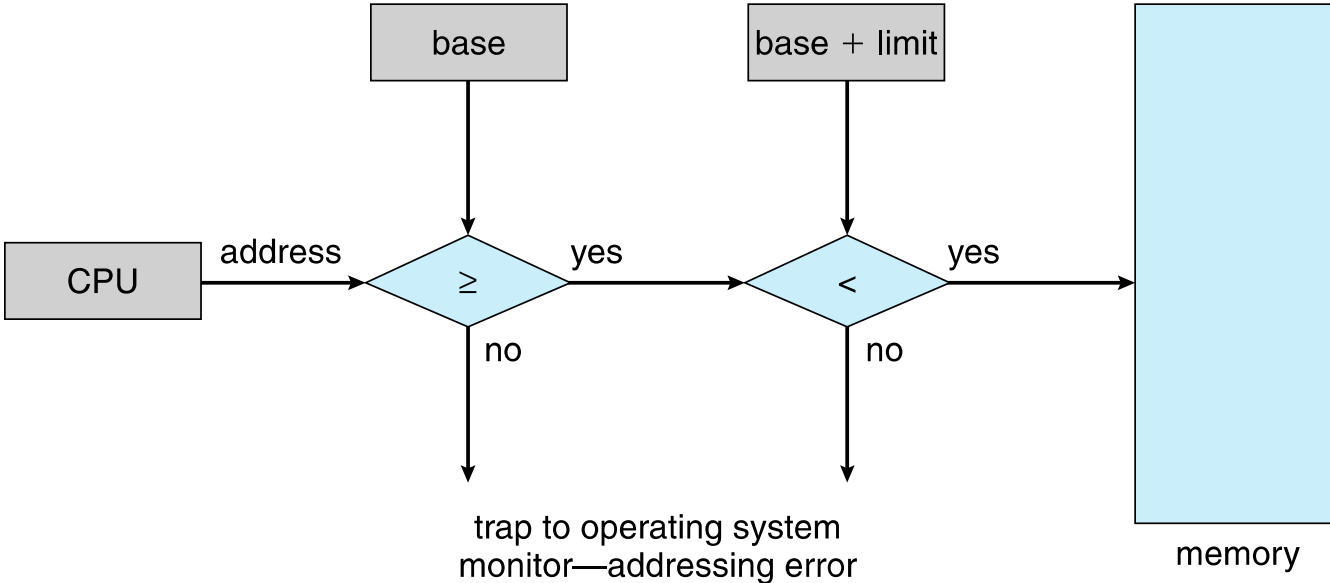 base
base + limit
CPU
address
≥
yes
<
yes
no
no
trap to operating system
monitor—addressing error
memory